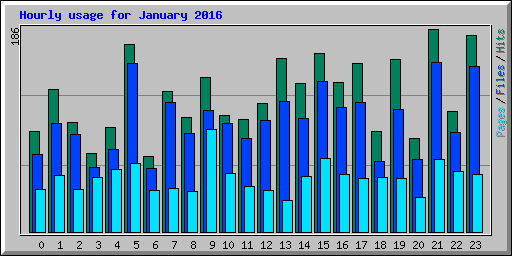 Hourly usage for January 2016
186
Pages / Files / Hits
0 1 2 3 4 5 6 7 8 9 10 11 12 13 14 15 16 17 18 19 20 21 22 23